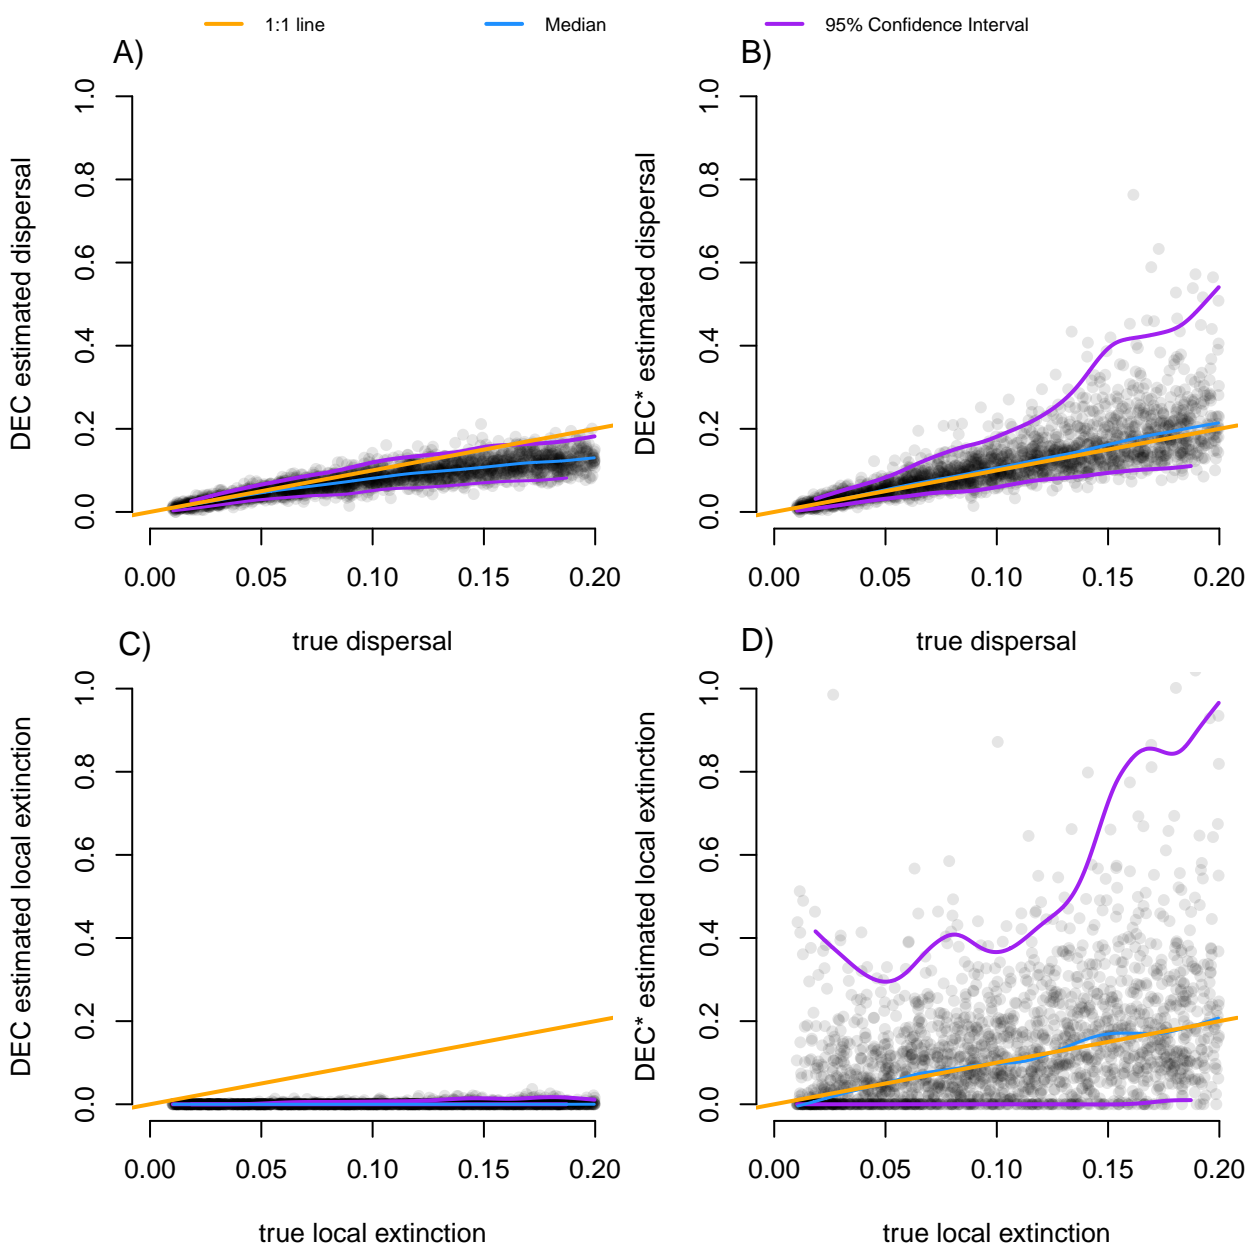 1:1 line
Median
95% Confidence Interval
A)
DEC estimated dispersal
1.0
0.8
0.6
0.4
0.2
0.0
0.00 0.05 0.10 0.15 0.20
true dispersal
B)
DEC* estimated dispersal
1.0
0.8
0.6
0.4
0.2
0.0
0.00 0.05 0.10 0.15 0.20
true dispersal
C)
DEC estimated local extinction
1.0
0.8
0.6
0.4
0.2
0.0
0.00 0.05 0.10 0.15 0.20
true local extinction
D)
DEC* estimated local extinction
1.0
0.8
0.6
0.4
0.2
0.0
0.00 0.05 0.10 0.15 0.20
true local extinction